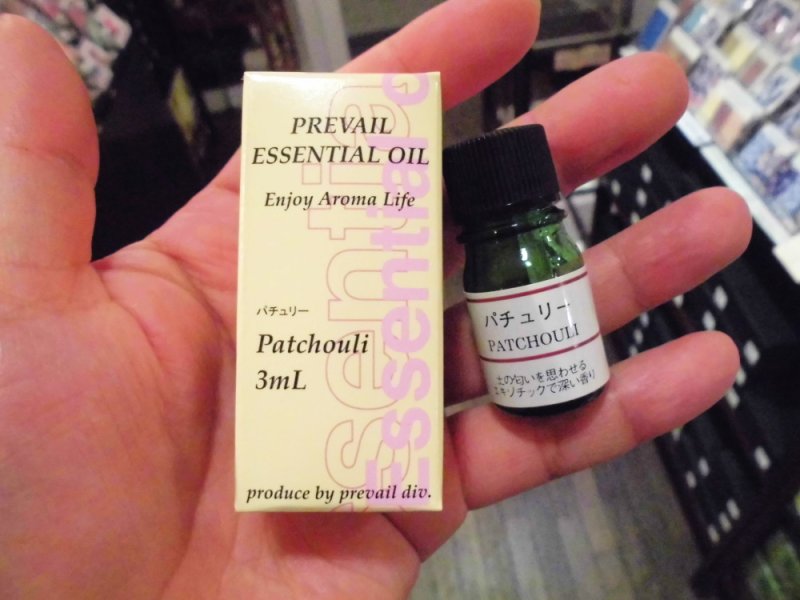 PREVAIL
ESSENTIAL OIL
Enjoy Aroma Life
Essential
Essential
パチュリー
Patchouli
3mL
produce by prevail div.
パチュリー
PATCHOULI
土の匂いを思わせる
エキゾチックで深い香り